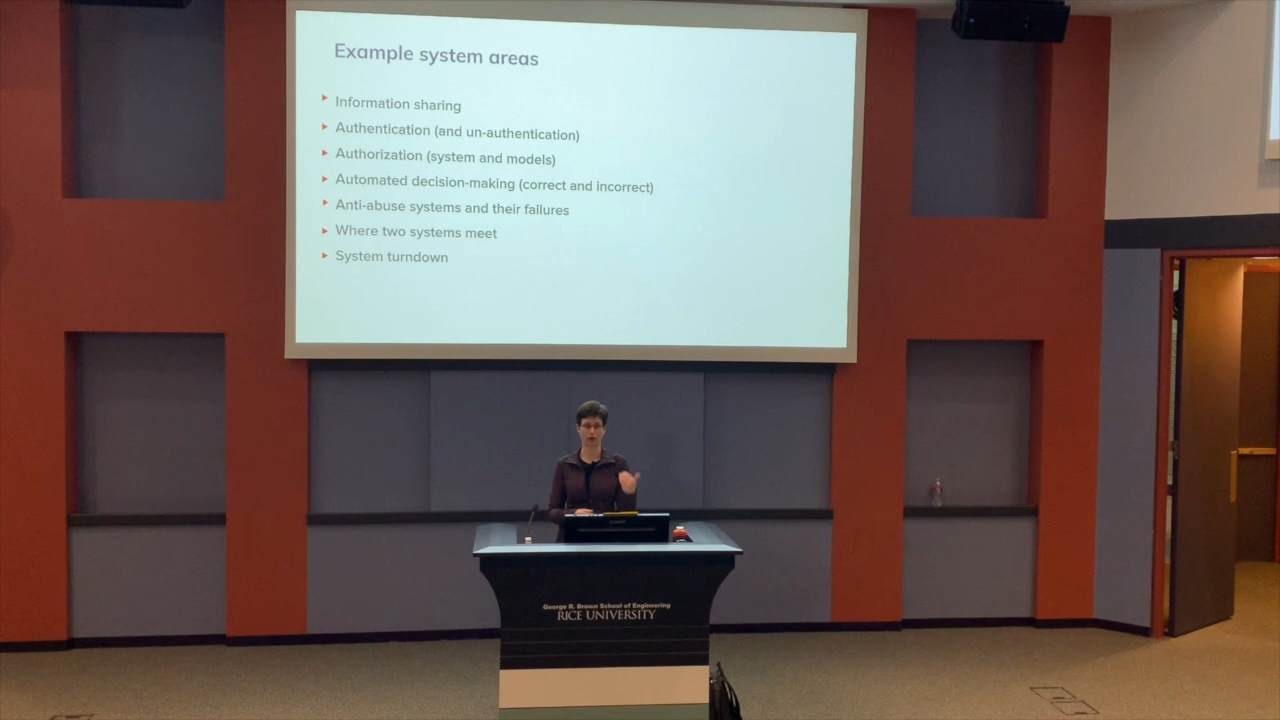 Example system areas
Information sharing
Authentication (and un-authentication)
Authorization (system and models)
Automated decision-making (correct and incorrect)
Anti-abuse systems and their failures
Where two systems meet
System turndown
George R. Brown School of Engineering
RICE UNIVERSITY